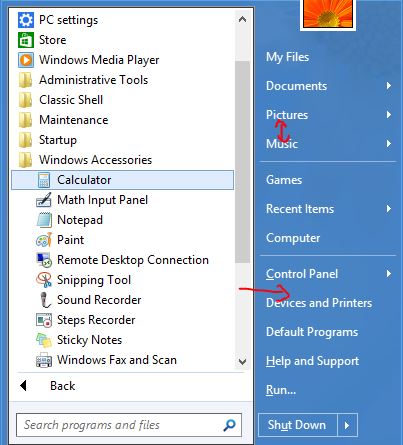 PC settings
Store
Windows Media Player
Administrative Tools
Classic Shell
Maintenance
Startup
Windows Accessories
Calculator
Math Input Panel
Notepad
Paint
Remote Desktop Connection
Snipping Tool
Sound Recorder
Steps Recorder
Sticky Notes
Windows Fax and Scan
Back
Search programs and files
My Files
Documents
Pictures
Music
Games
Recent Items
Computer
Control Panel
Devices and Printers
Default Programs
Help and Support
Run...
Shut Down